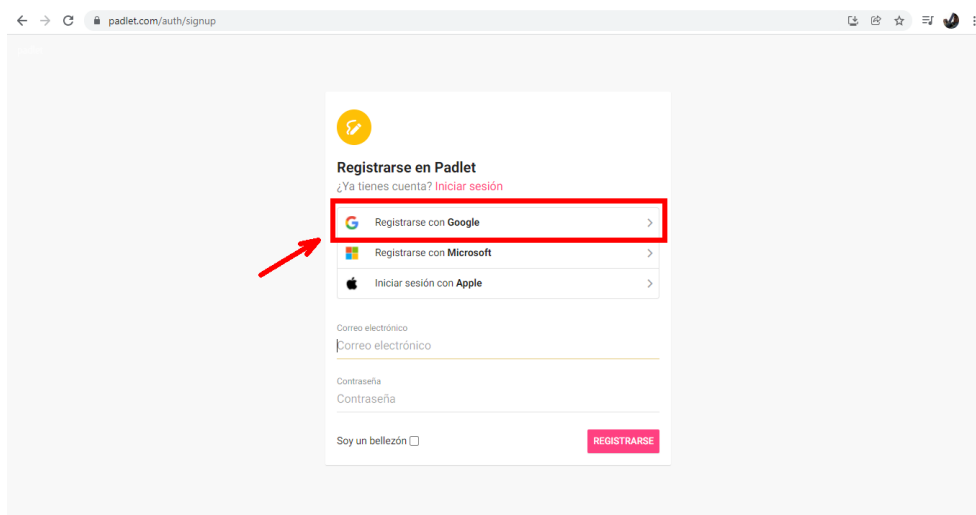 padlet.com/auth/signup
Registrarse en Padlet
¿Ya tienes cuenta? Iniciar sesión
Registrarse con Google
Registrarse con Microsoft
Iniciar sesión con Apple
Correo electrónico
Correo electrónico
Contraseña
Contraseña
Soy un bellezón
REGISTRARSE